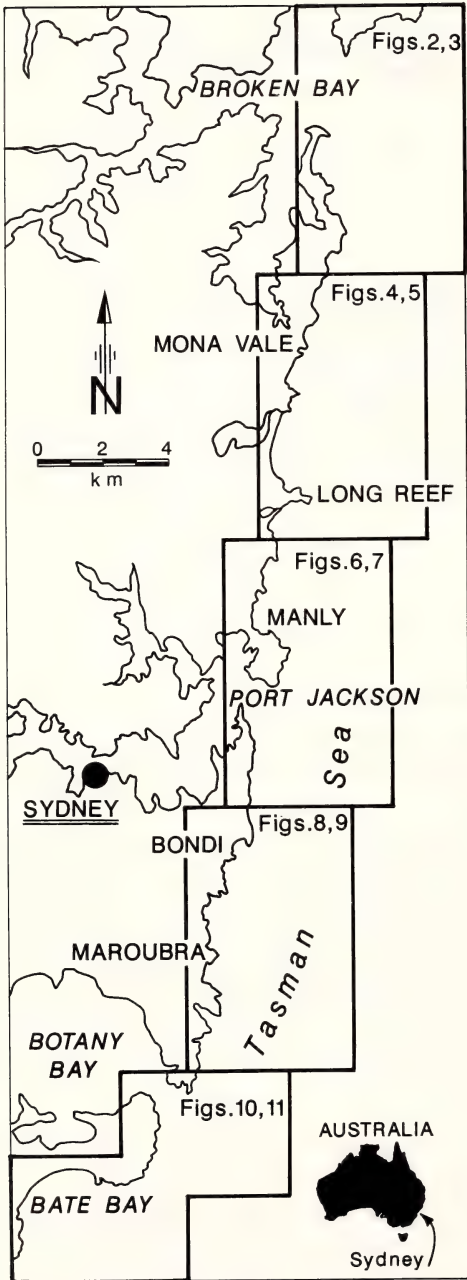 Figs.2,3
BROKEN BAY
Figs.4,5
MONA VALE
N
0 2 4
km
LONG REEF
Figs.6,7
MANLY
PORT JACKSON
Sea
SYDNEY
Figs.8,9
BONDI
MAROUBRA
Tasman
BOTANY
BAY
Figs.10,11
AUSTRALIA
BATE BAY
Sydney